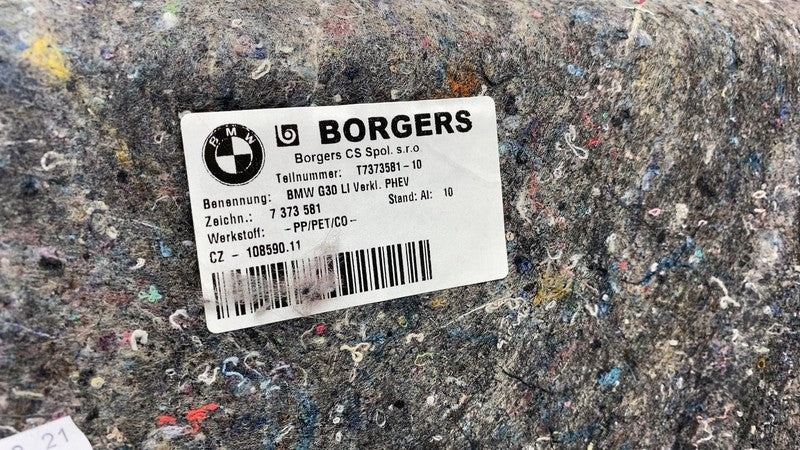 BMW BORGERS
Borgers CS Spol. s.r.o.
Teilnummer: T7373581-10
Benennung: BMW G30 LI Verkl. PHEV
Zeichn.: 7 373 581 Stand: AI: 10
Werkstoff: -PP/PET/CO-
CZ - 108590.11
21